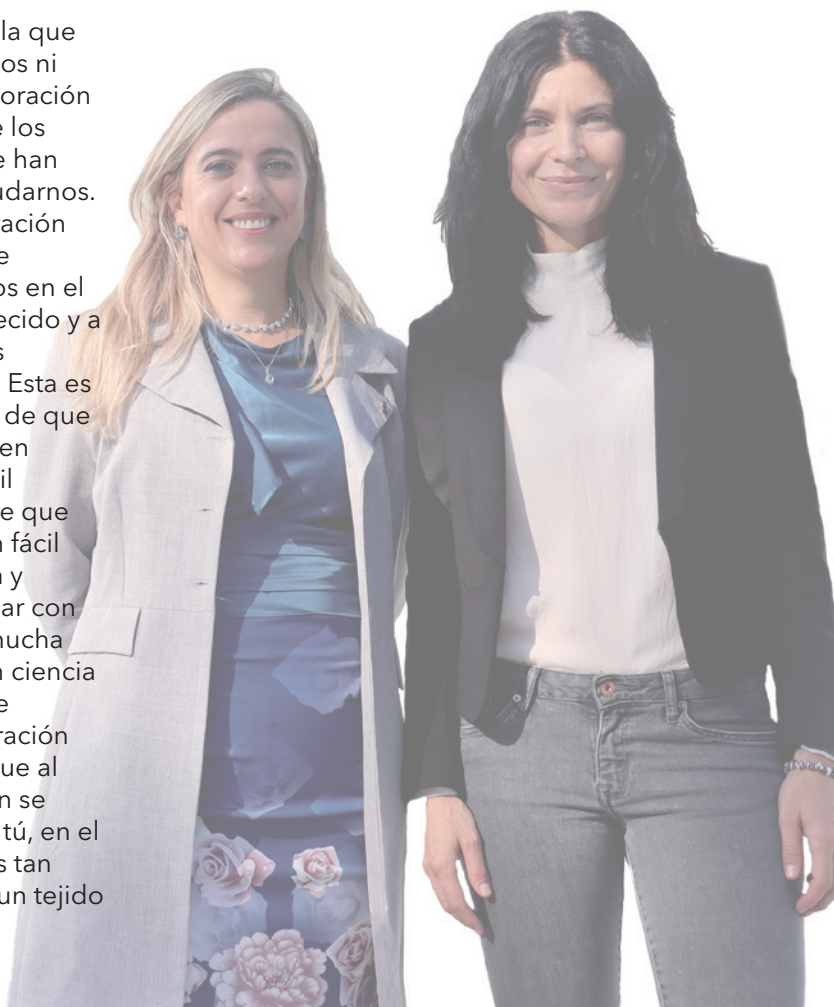 la que
os ni
oración
los
e han
udarnos.
ación
e
os en el
ecido y a
s
Esta es
de que
en
il
e que
fácil
y
ar con
nucha
ciencia
e
ración
ue al
n se
tú, en el
s tan
un tejido